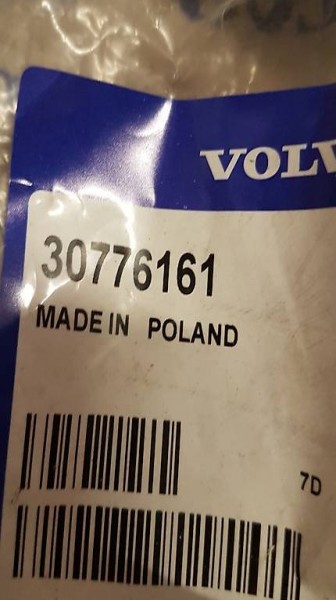 VOLV
30776161
MADE IN POLAND
7D